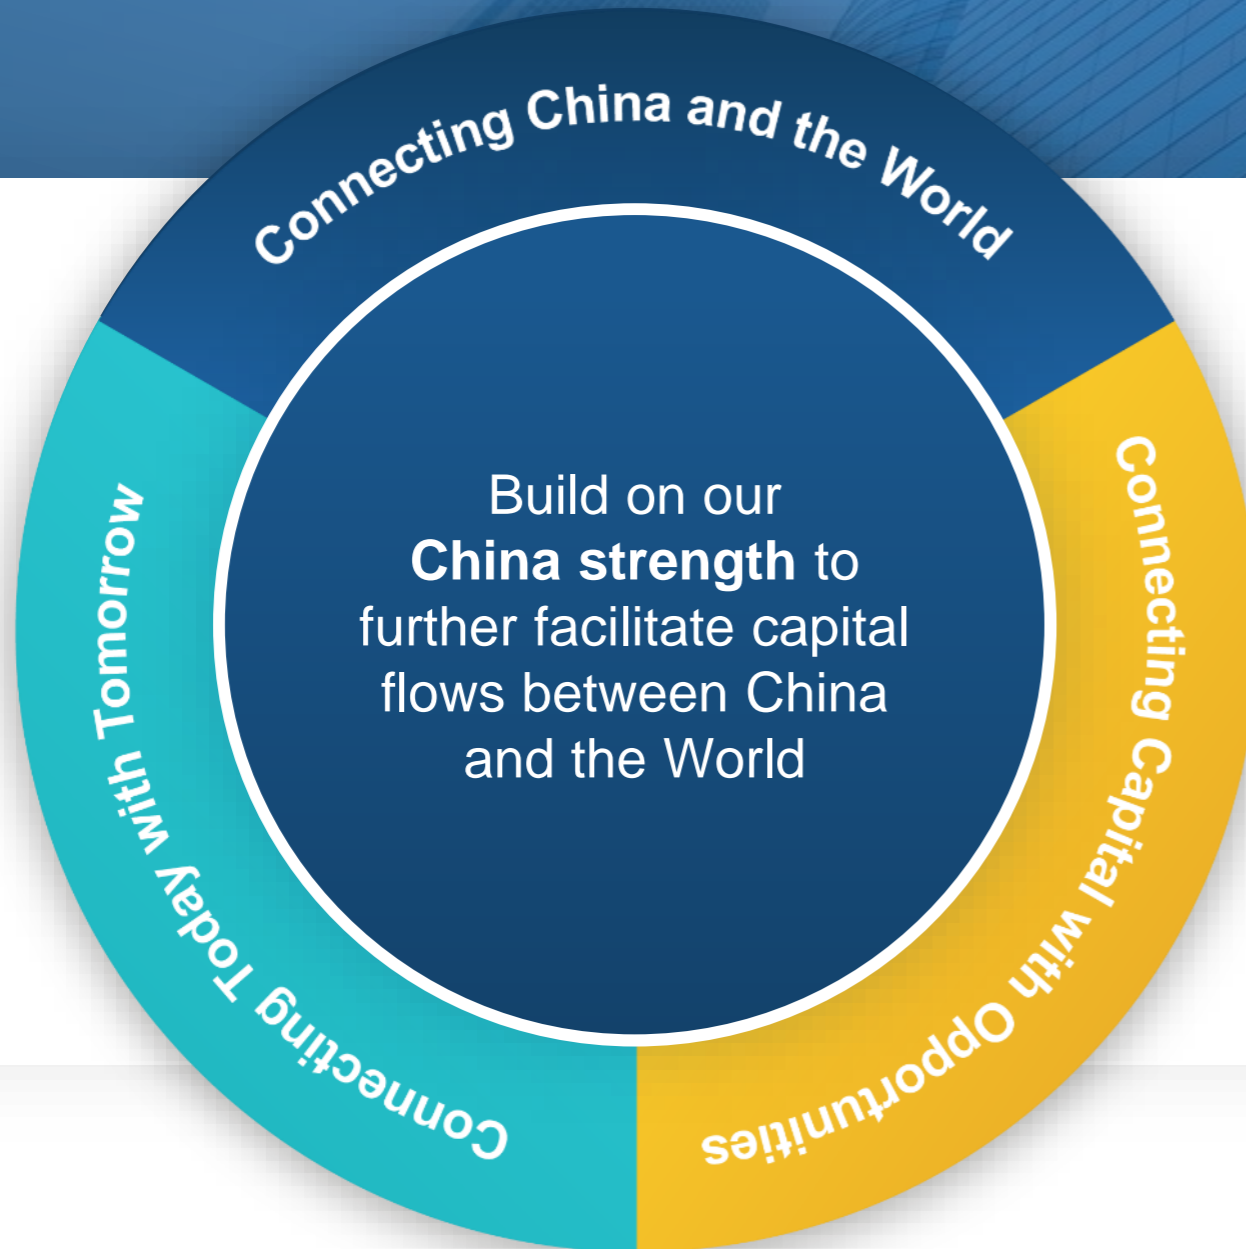 Connecting China and the World
Build on our
China strength to
further facilitate capital
flows between China
and the World
Connecting Capital with Opportunities
Connecting Today with Tomorrow